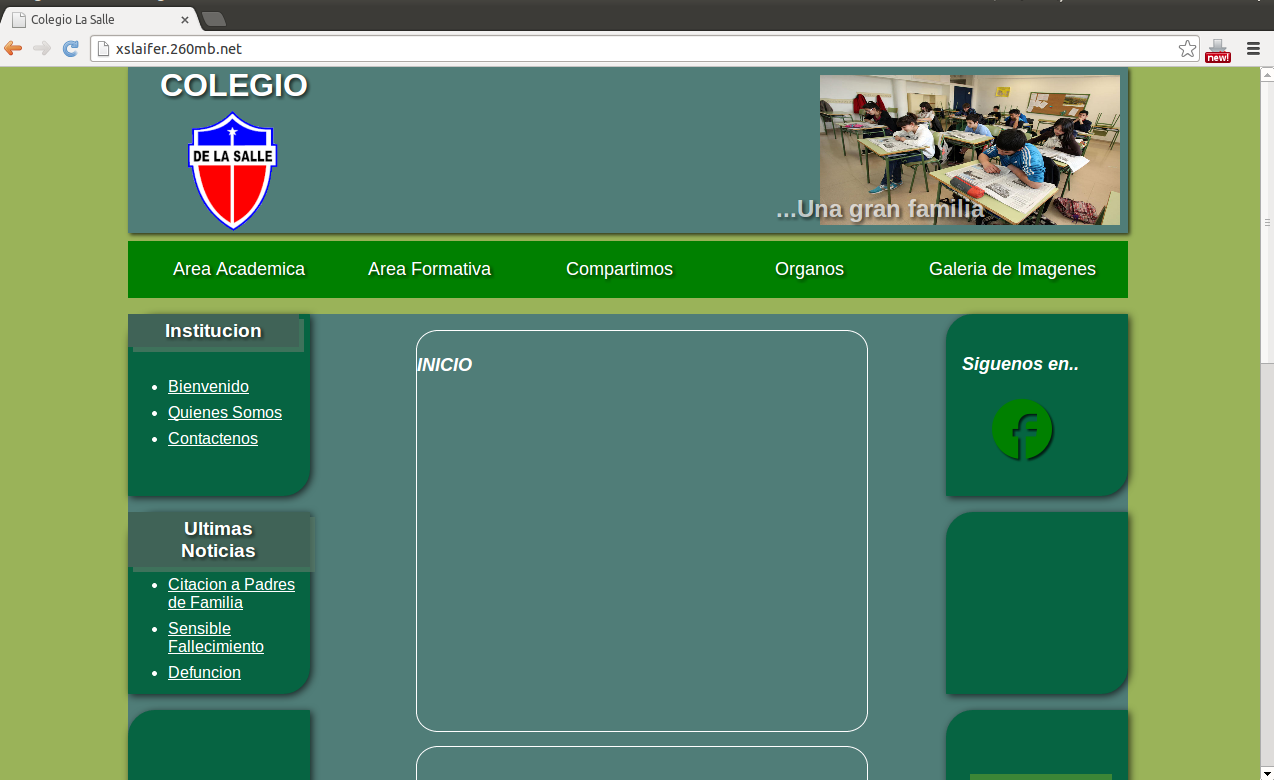 Colegio La Salle
xslaifer.260mb.net
new!
COLEGIO
DE LA SALLE
...Una gran familia
Area Academica
Area Formativa
Compartimos
Organos
Galeria de Imagenes
Institucion
Bienvenido
Quienes Somos
Contactenos
INICIO
Siguenos en..
f
Ultimas
Noticias
Citacion a Padres
de Familia
Sensible
Fallecimiento
Defuncion